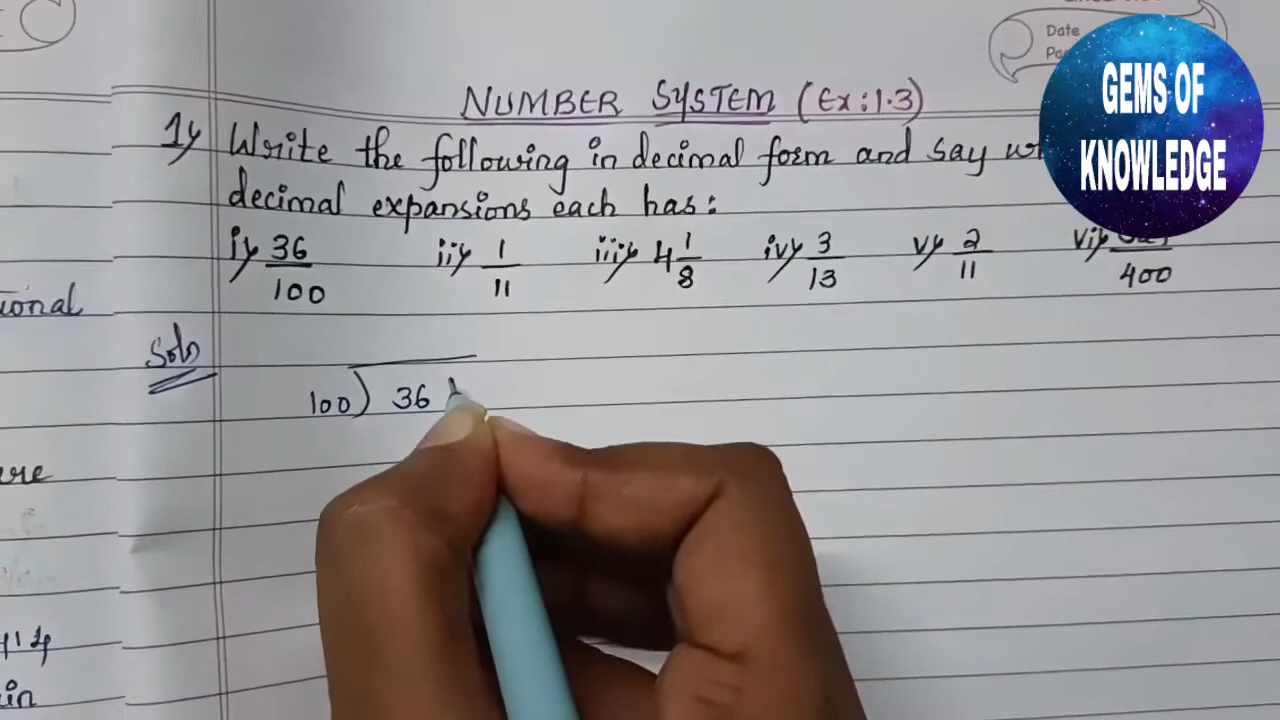 Date
GEMS OF
KNOWLEDGE
NUMBER SYSTEM (Ex:1.3)
1) Write the following in decimal form and say
decimal expansions each has:
i) 36/100 ii) 1/11 iii) 4 1/8 iv) 3/13 v) 2/11 vi) 400
Soln
100) 36